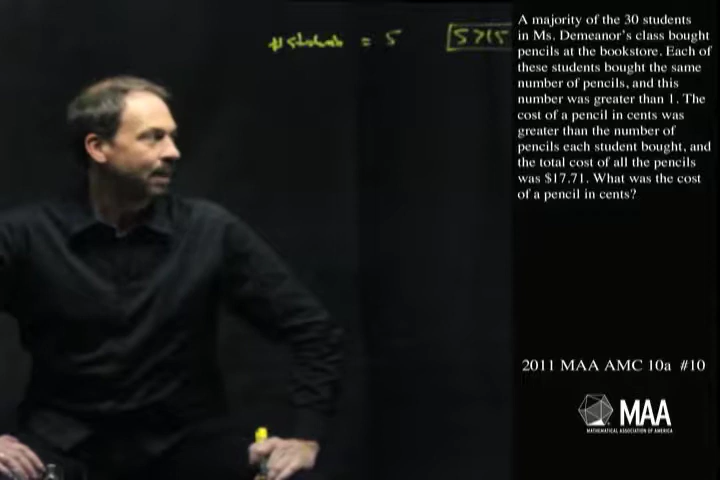 # students = S
S > 15
A majority of the 30 students
in Ms. Demeanor's class bought
pencils at the bookstore. Each of
these students bought the same
number of pencils, and this
number was greater than 1. The
cost of a pencil in cents was
greater than the number of
pencils each student bought, and
the total cost of all the pencils
was $17.71. What was the cost
of a pencil in cents?
2011 MAA AMC 10a #10
MAA
MATHEMATICAL ASSOCIATION OF AMERICA